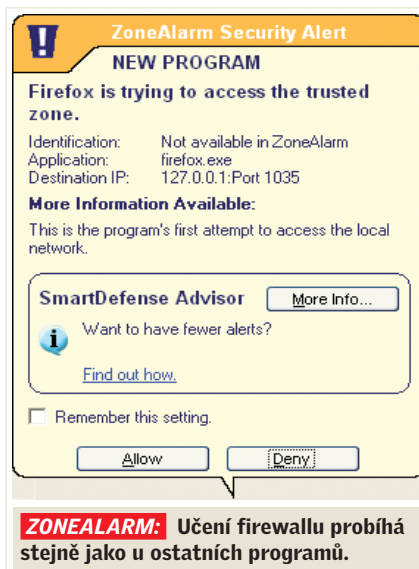 ZoneAlarm Security Alert
NEW PROGRAM
Firefox is trying to access the trusted
zone.
Identification: Not available in ZoneAlarm
Application: firefox.exe
Destination IP: 127.0.0.1:Port 1035
More Information Available:
This is the program's first attempt to access the local
network.
SmartDefense Advisor More Info...
Want to have fewer alerts?
Find out how.
Remember this setting.
Allow Deny
ZONEALARM: Učení firewallu probíhá
stejně jako u ostatních programů.